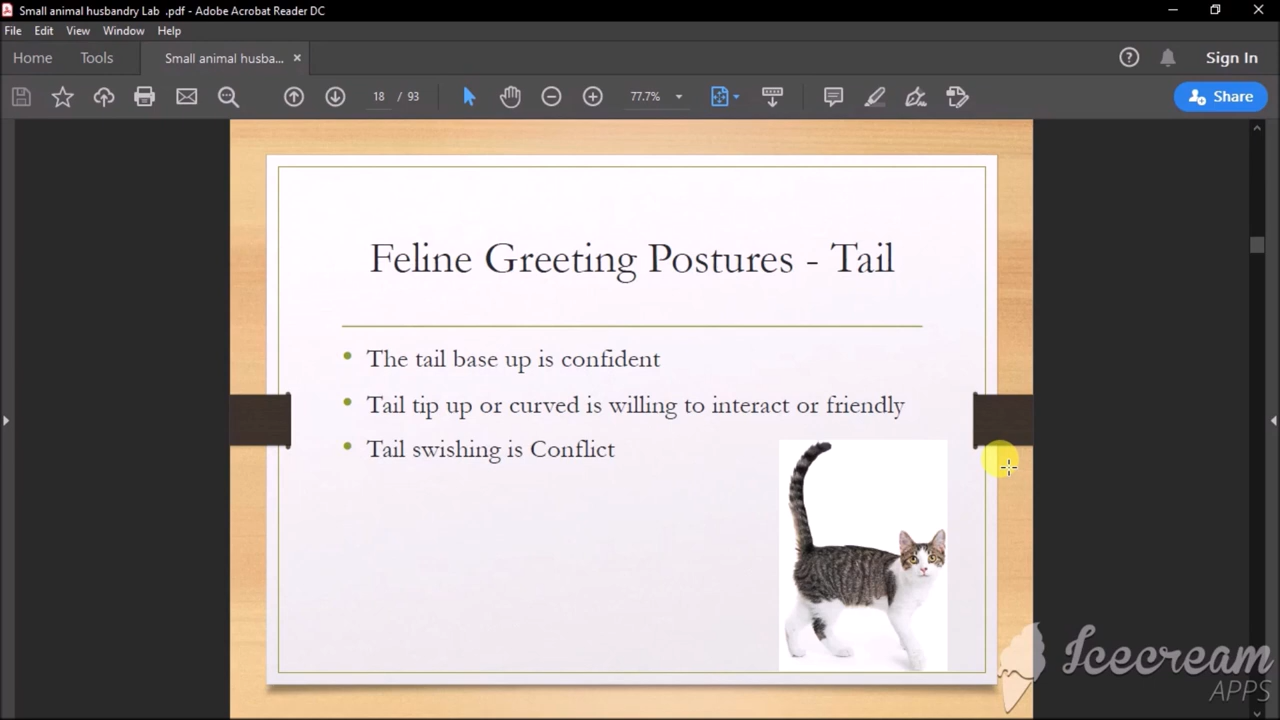 Small animal husbandry Lab .pdf - Adobe Acrobat Reader DC
File Edit View Window Help
Home Tools Small animal husba... × Sign In
18 / 93 77.7% Share
Feline Greeting Postures - Tail
• The tail base up is confident
• Tail tip up or curved is willing to interact or friendly
• Tail swishing is Conflict
Icecream
APPS